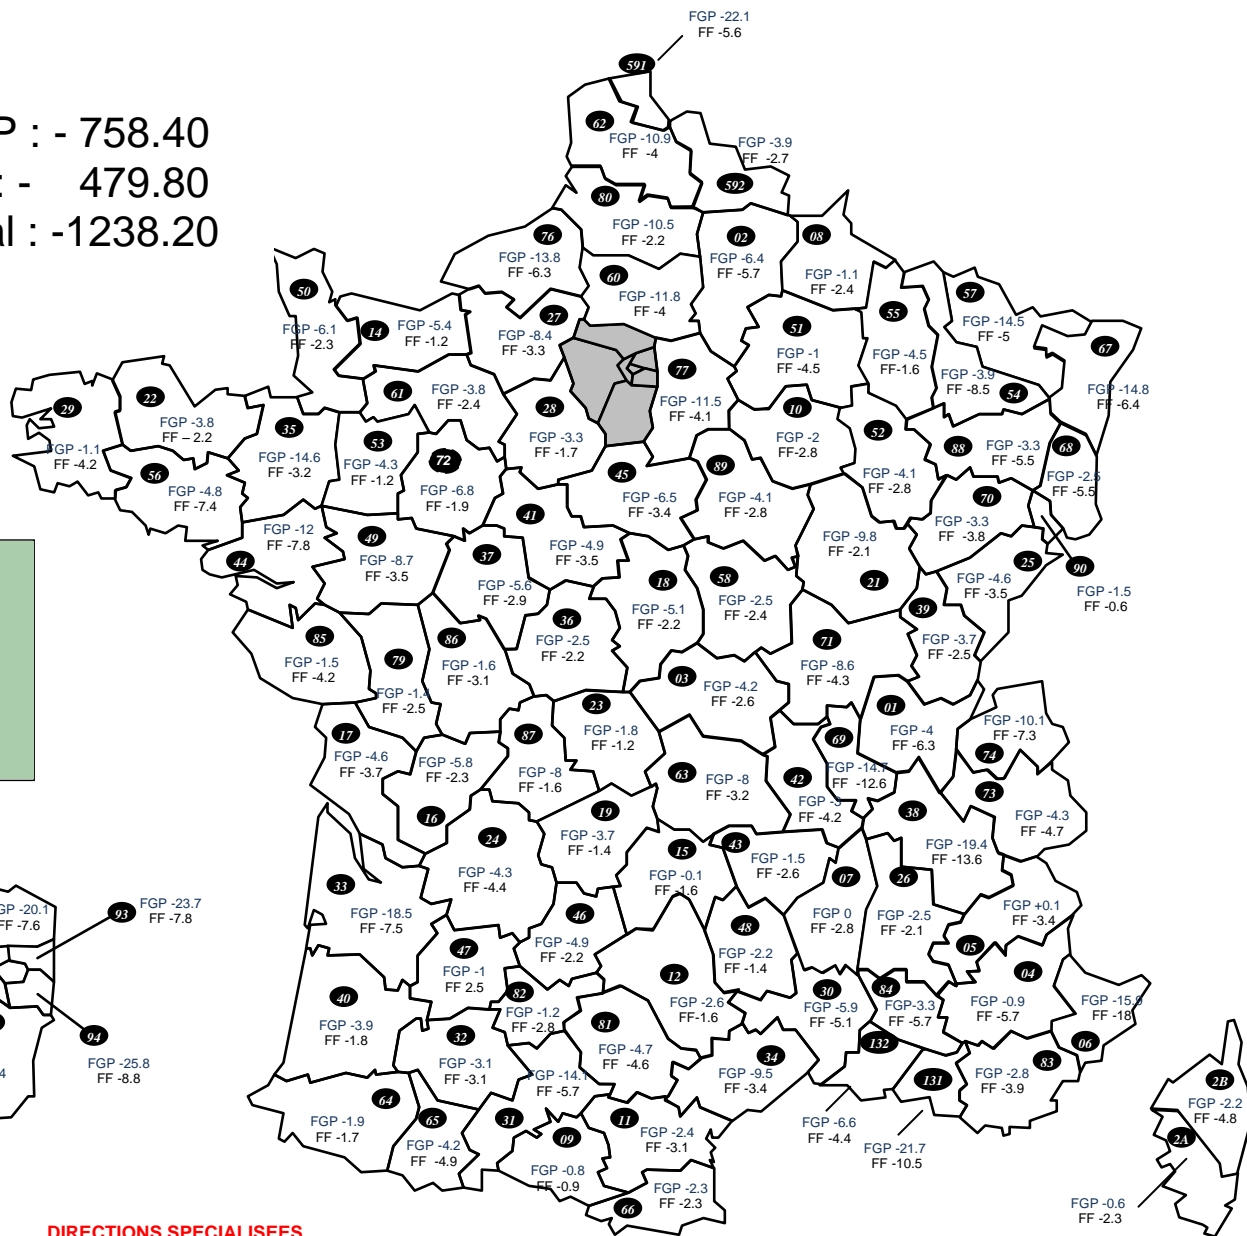 FGP -22.1
FF -5.6
591
P : - 758.40
: - 479.80
al : -1238.20
62
FGP -10.9
FF -4
FGP -3.9
FF -2.7
592
80
FGP -10.5
FF -2.2
76
FGP -13.8
FF -6.3
02
FGP -6.4
FF -5.7
08
FGP -1.1
FF -2.4
60
FGP -11.8
FF -4
50
FGP -6.1
FF -2.3
14
FGP -5.4
FF -1.2
27
FGP -8.4
FF -3.3
51
FGP -1
FF -4.5
55
FGP -4.5
FF -1.6
57
FGP -14.5
FF -5
67
FGP -14.8
FF -6.4
FGP -3.9
FF -8.5
54
77
FGP -11.5
FF -4.1
61
FGP -3.8
FF -2.4
29
FGP -1.1
FF -4.2
22
FGP -3.8
FF – 2.2
35
FGP -14.6
FF -3.2
53
FGP -4.3
FF -1.2
72
FGP -6.8
FF -1.9
28
FGP -3.3
FF -1.7
10
FGP -2
FF-2.8
52
FGP -4.1
FF -2.8
88
FGP -3.3
FF -5.5
68
FGP -2.5
FF -5.5
56
FGP -4.8
FF -7.4
45
FGP -6.5
FF -3.4
89
FGP -4.1
FF -2.8
70
FGP -3.3
FF -3.8
44
FGP -12
FF -7.8
49
FGP -8.7
FF -3.5
41
FGP -4.9
FF -3.5
37
FGP -5.6
FF -2.9
18
FGP -5.1
FF -2.2
58
FGP -2.5
FF -2.4
FGP -9.8
FF -2.1
21
25
FGP -4.6
FF -3.5
90
FGP -1.5
FF -0.6
39
FGP -3.7
FF -2.5
85
FGP -1.5
FF -4.2
79
FGP -1.4
FF -2.5
86
FGP -1.6
FF -3.1
36
FGP -2.5
FF -2.2
71
FGP -8.6
FF -4.3
03
FGP -4.2
FF -2.6
01
FGP -4
FF -6.3
FGP -10.1
FF -7.3
74
17
FGP -4.6
FF -3.7
FGP -5.8
FF -2.3
16
87
FGP -8
FF -1.6
23
FGP -1.8
FF -1.2
63
FGP -8
FF -3.2
42
FF -4.2
69
FGP -14.7
FF -12.6
73
FGP -4.3
FF -4.7
38
FGP -19.4
FF -13.6
24
FGP -4.3
FF -4.4
19
FGP -3.7
FF -1.4
15
FGP -0.1
FF -1.6
43
FGP -1.5
FF -2.6
07
FGP 0
FF -2.8
26
FGP -2.5
FF -2.1
FGP +0.1
FF -3.4
05
33
FGP -18.5
FF -7.5
46
FGP -4.9
FF -2.2
48
FGP -2.2
FF -1.4
GP -20.1
FF -7.6
93
FGP -23.7
FF -7.8
47
FGP -1
FF 2.5
12
FGP -2.6
FF-1.6
04
FGP -0.9
FF -5.7
40
FGP -3.9
FF -1.8
82
FGP -1.2
FF -2.8
81
FGP -4.7
FF -4.6
30
FGP -5.9
FF -5.1
84
FGP-3.3
FF -5.7
FGP -15.9
FF -18
06
94
FGP -25.8
FF -8.8
4
32
FGP -3.1
FF -3.1
34
FGP -9.5
FF -3.4
132
FGP -6.6
FF -4.4
131
FGP -21.7
FF -10.5
83
FGP -2.8
FF -3.9
64
FGP -1.9
FF -1.7
65
FGP -4.2
FF -4.9
FGP -14.1
FF -5.7
31
09
FGP -0.8
FF -0.9
11
FGP -2.4
FF -3.1
66
FGP -2.3
FF -2.3
2B
FGP -2.2
FF -4.8
2A
FGP -0.6
FF -2.3
DIRECTIONS SPECIALISEES